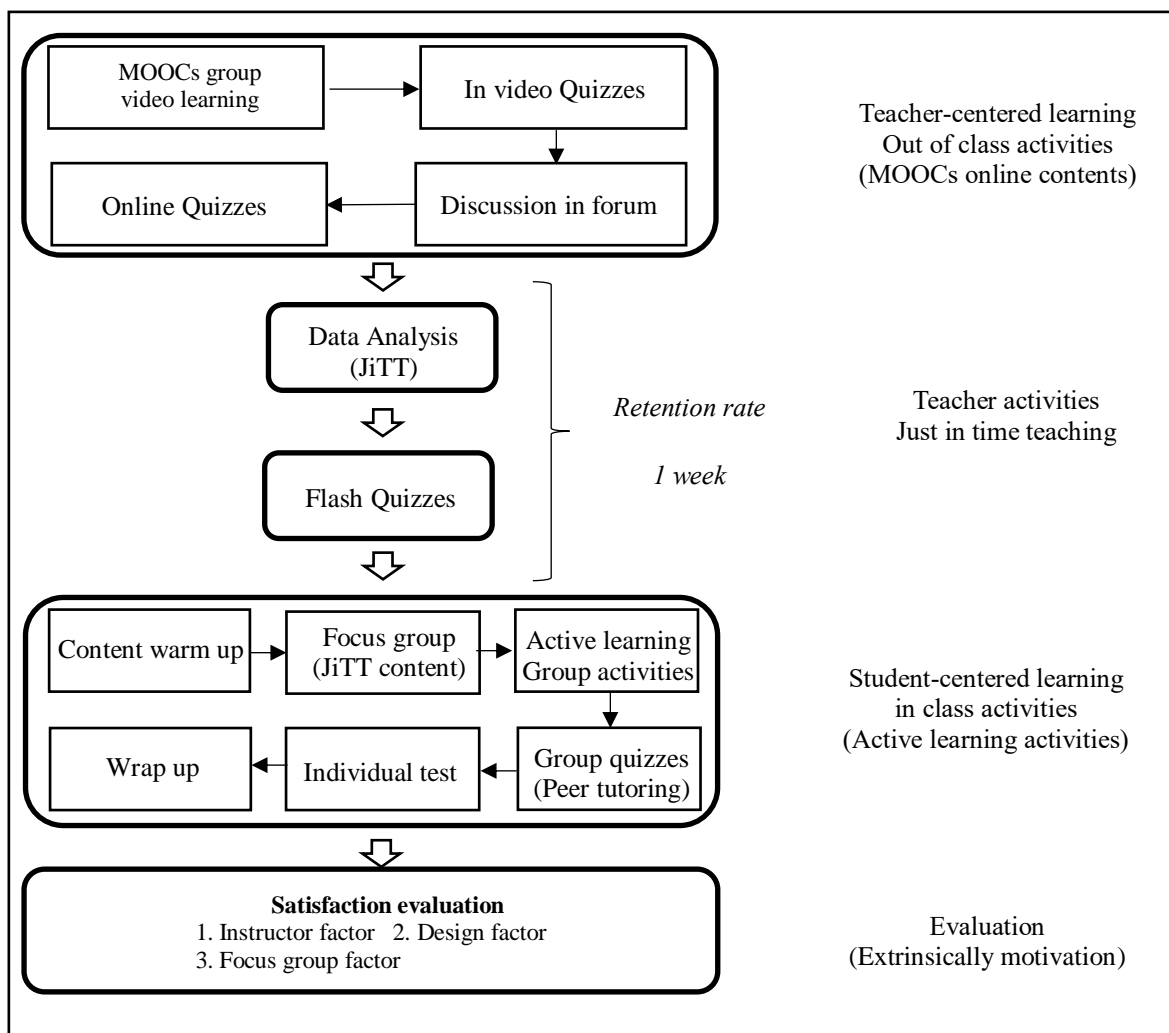 MOOCs group
video learning
In video Quizzes
Online Quizzes
Discussion in forum
Teacher-centered learning
Out of class activities
(MOOCs online contents)
Data Analysis
(JiTT)
Flash Quizzes
Retention rate
1 week
Teacher activities
Just in time teaching
Content warm up
Focus group
(JiTT content)
Active learning
Group activities
Wrap up
Individual test
Group quizzes
(Peer tutoring)
Student-centered learning
in class activities
(Active learning activities)
Satisfaction evaluation
1. Instructor factor 2. Design factor
3. Focus group factor
Evaluation
(Extrinsically motivation)